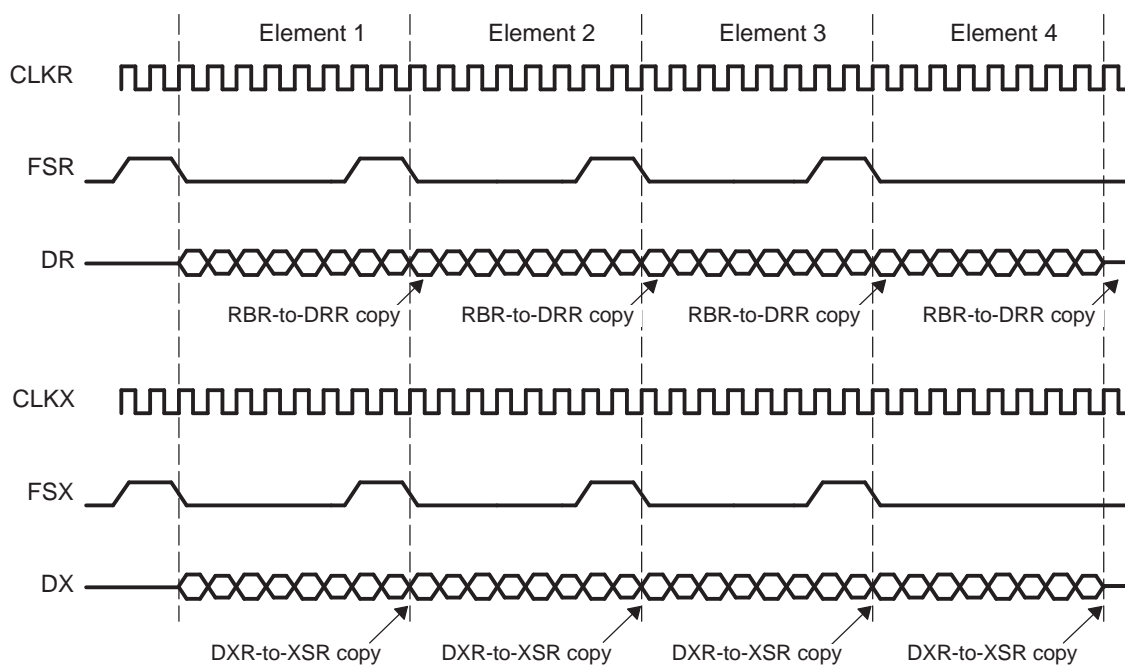 Element 1 Element 2 Element 3 Element 4
CLKR
FSR
DR
RBR-to-DRR copy RBR-to-DRR copy RBR-to-DRR copy RBR-to-DRR copy
CLKX
FSX
DX
DXR-to-XSR copy DXR-to-XSR copy DXR-to-XSR copy DXR-to-XSR copy